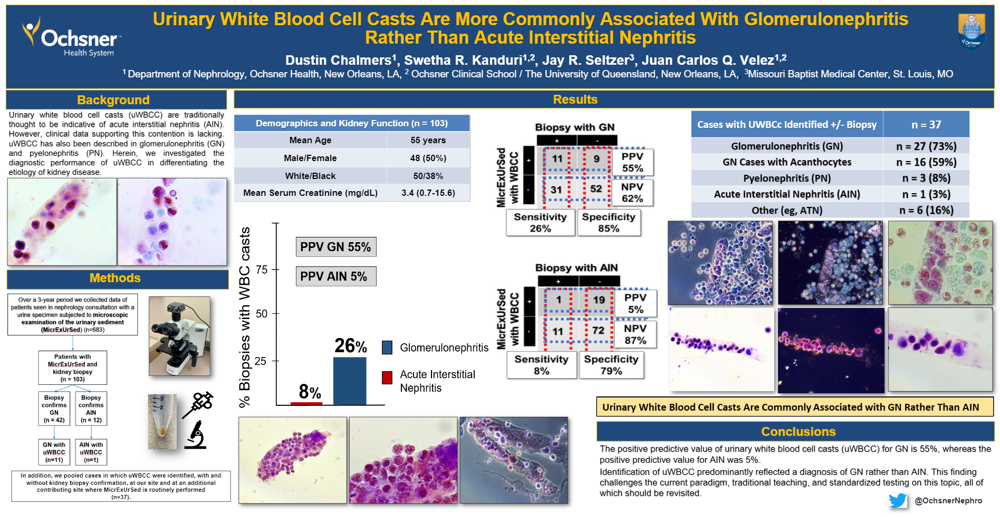 Urinary White Blood Cell Casts Are More Commonly Associated With Glomerulonephritis
Rather Than Acute Interstitial Nephritis
Ochsner™
Health System
Ochsner
Dustin Chalmers1, Swetha R. Kanduri1,2, Jay R. Seltzer3, Juan Carlos Q. Velez1,2
1 Department of Nephrology, Ochsner Health, New Orleans, LA, 2 Ochsner Clinical School / The University of Queensland, New Orleans, LA,, 3Missouri Baptist Medical Center, St. Louis, MO
Background
Urinary white blood cell casts (uWBCC) are traditionally
thought to be indicative of acute interstitial nephritis (AIN).
However, clinical data supporting this contention is lacking.
uWBCC has also been described in glomerulonephritis (GN)
and pyelonephritis (PN). Herein, we investigated the
diagnostic performance of uWBCC in differentiating the
etiology of kidney disease.
Methods
Over a 3-year period we collected data of
patients seen in nephrology consultation with a
urine specimen subjected to microscopic
examination of the urinary sediment
(MicrExUrSed) (n=683)
Patients with
MicrExUrSed and
kidney biopsy
(n = 103)
Biopsy
confirms
GN
(n = 42)
Biopsy
confirms
AIN
(n = 12)
GN with
uWBCC
(n=11)
AIN with
uWBCC
(n=1)
3
2
In addition, we pooled cases in which uWBCC were identified, with and
without kidney biopsy confirmation, at our site and at an additional
contributing site where MicrExUrSed is routinely performed
(n=37).
Results
Demographics and Kidney Function (n = 103)
Mean Age 55 years
Male/Female 48 (50%)
White/Black 50/38%
Mean Serum Creatinine (mg/dL) 3.4 (0.7-15.6)
% Biopsies with WBC casts
75
50
25
PPV GN 55%
PPV AIN 5%
8%
26%
Glomerulonephritis
Acute Interstitial
Nephritis
Biopsy with GN
+ -
MicrExUrSed
with WBCC
+ 11 9
PPV
55%
- 31 52
NPV
62%
Sensitivity
26%
Specificity
85%
Biopsy with AIN
+ -
MicrExUrSed
with WBCC
+ 1 19
PPV
5%
- 11 72
NPV
87%
Sensitivity
8%
Specificity
79%
Cases with UWBCc Identified +/- Biopsy n = 37
Glomerulonephritis (GN) n = 27 (73%)
GN Cases with Acanthocytes n = 16 (59%)
Pyelonephritis (PN) n = 3 (8%)
Acute Interstitial Nephritis (AIN) n = 1 (3%)
Other (eg, ATN) n = 6 (16%)
Urinary White Blood Cell Casts Are Commonly Associated with GN Rather Than AIN
Conclusions
The positive predictive value of urinary white blood cell casts (uWBCC) for GN is 55%, whereas the
positive predictive value for AIN was 5%.
Identification of uWBCC predominantly reflected a diagnosis of GN rather than AIN. This finding
challenges the current paradigm, traditional teaching, and standardized testing on this topic, all of
which should be revisited.
@OchsnerNephro